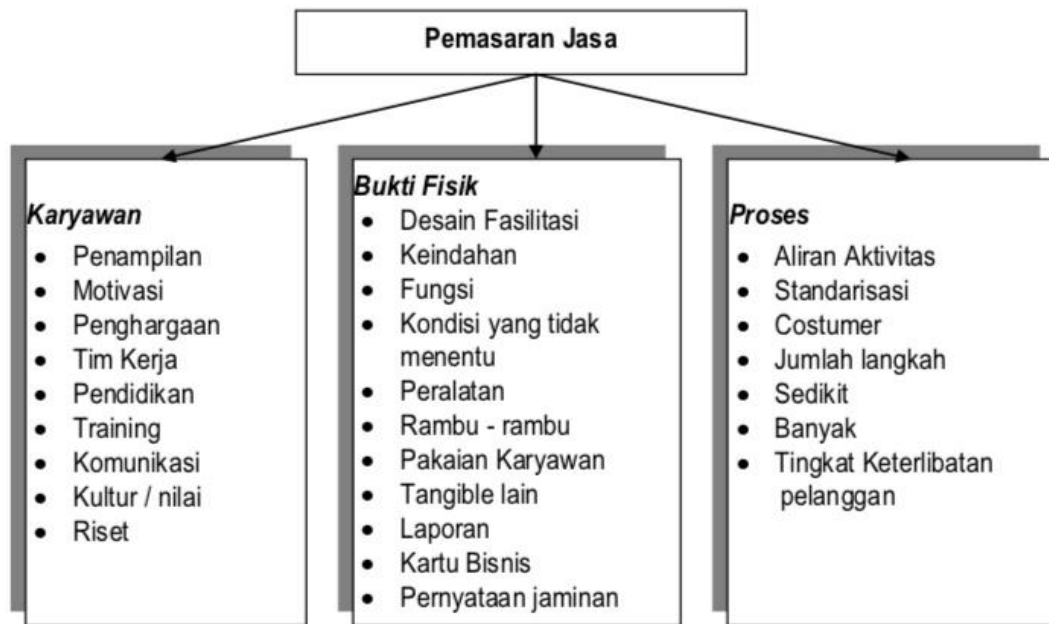 Pemasaran Jasa
Karyawan
• Penampilan
• Motivasi
• Penghargaan
• Tim Kerja
• Pendidikan
• Training
• Komunikasi
• Kultur / nilai
• Riset
Bukti Fisik
• Desain Fasilitasi
• Keindahan
• Fungsi
• Kondisi yang tidak
menentu
• Peralatan
• Rambu - rambu
• Pakaian Karyawan
• Tangible lain
• Laporan
• Kartu Bisnis
• Pernyataan jaminan
Proses
• Aliran Aktivitas
• Standarisasi
• Costumer
• Jumlah langkah
• Sedikit
• Banyak
• Tingkat Keterlibatan
pelanggan